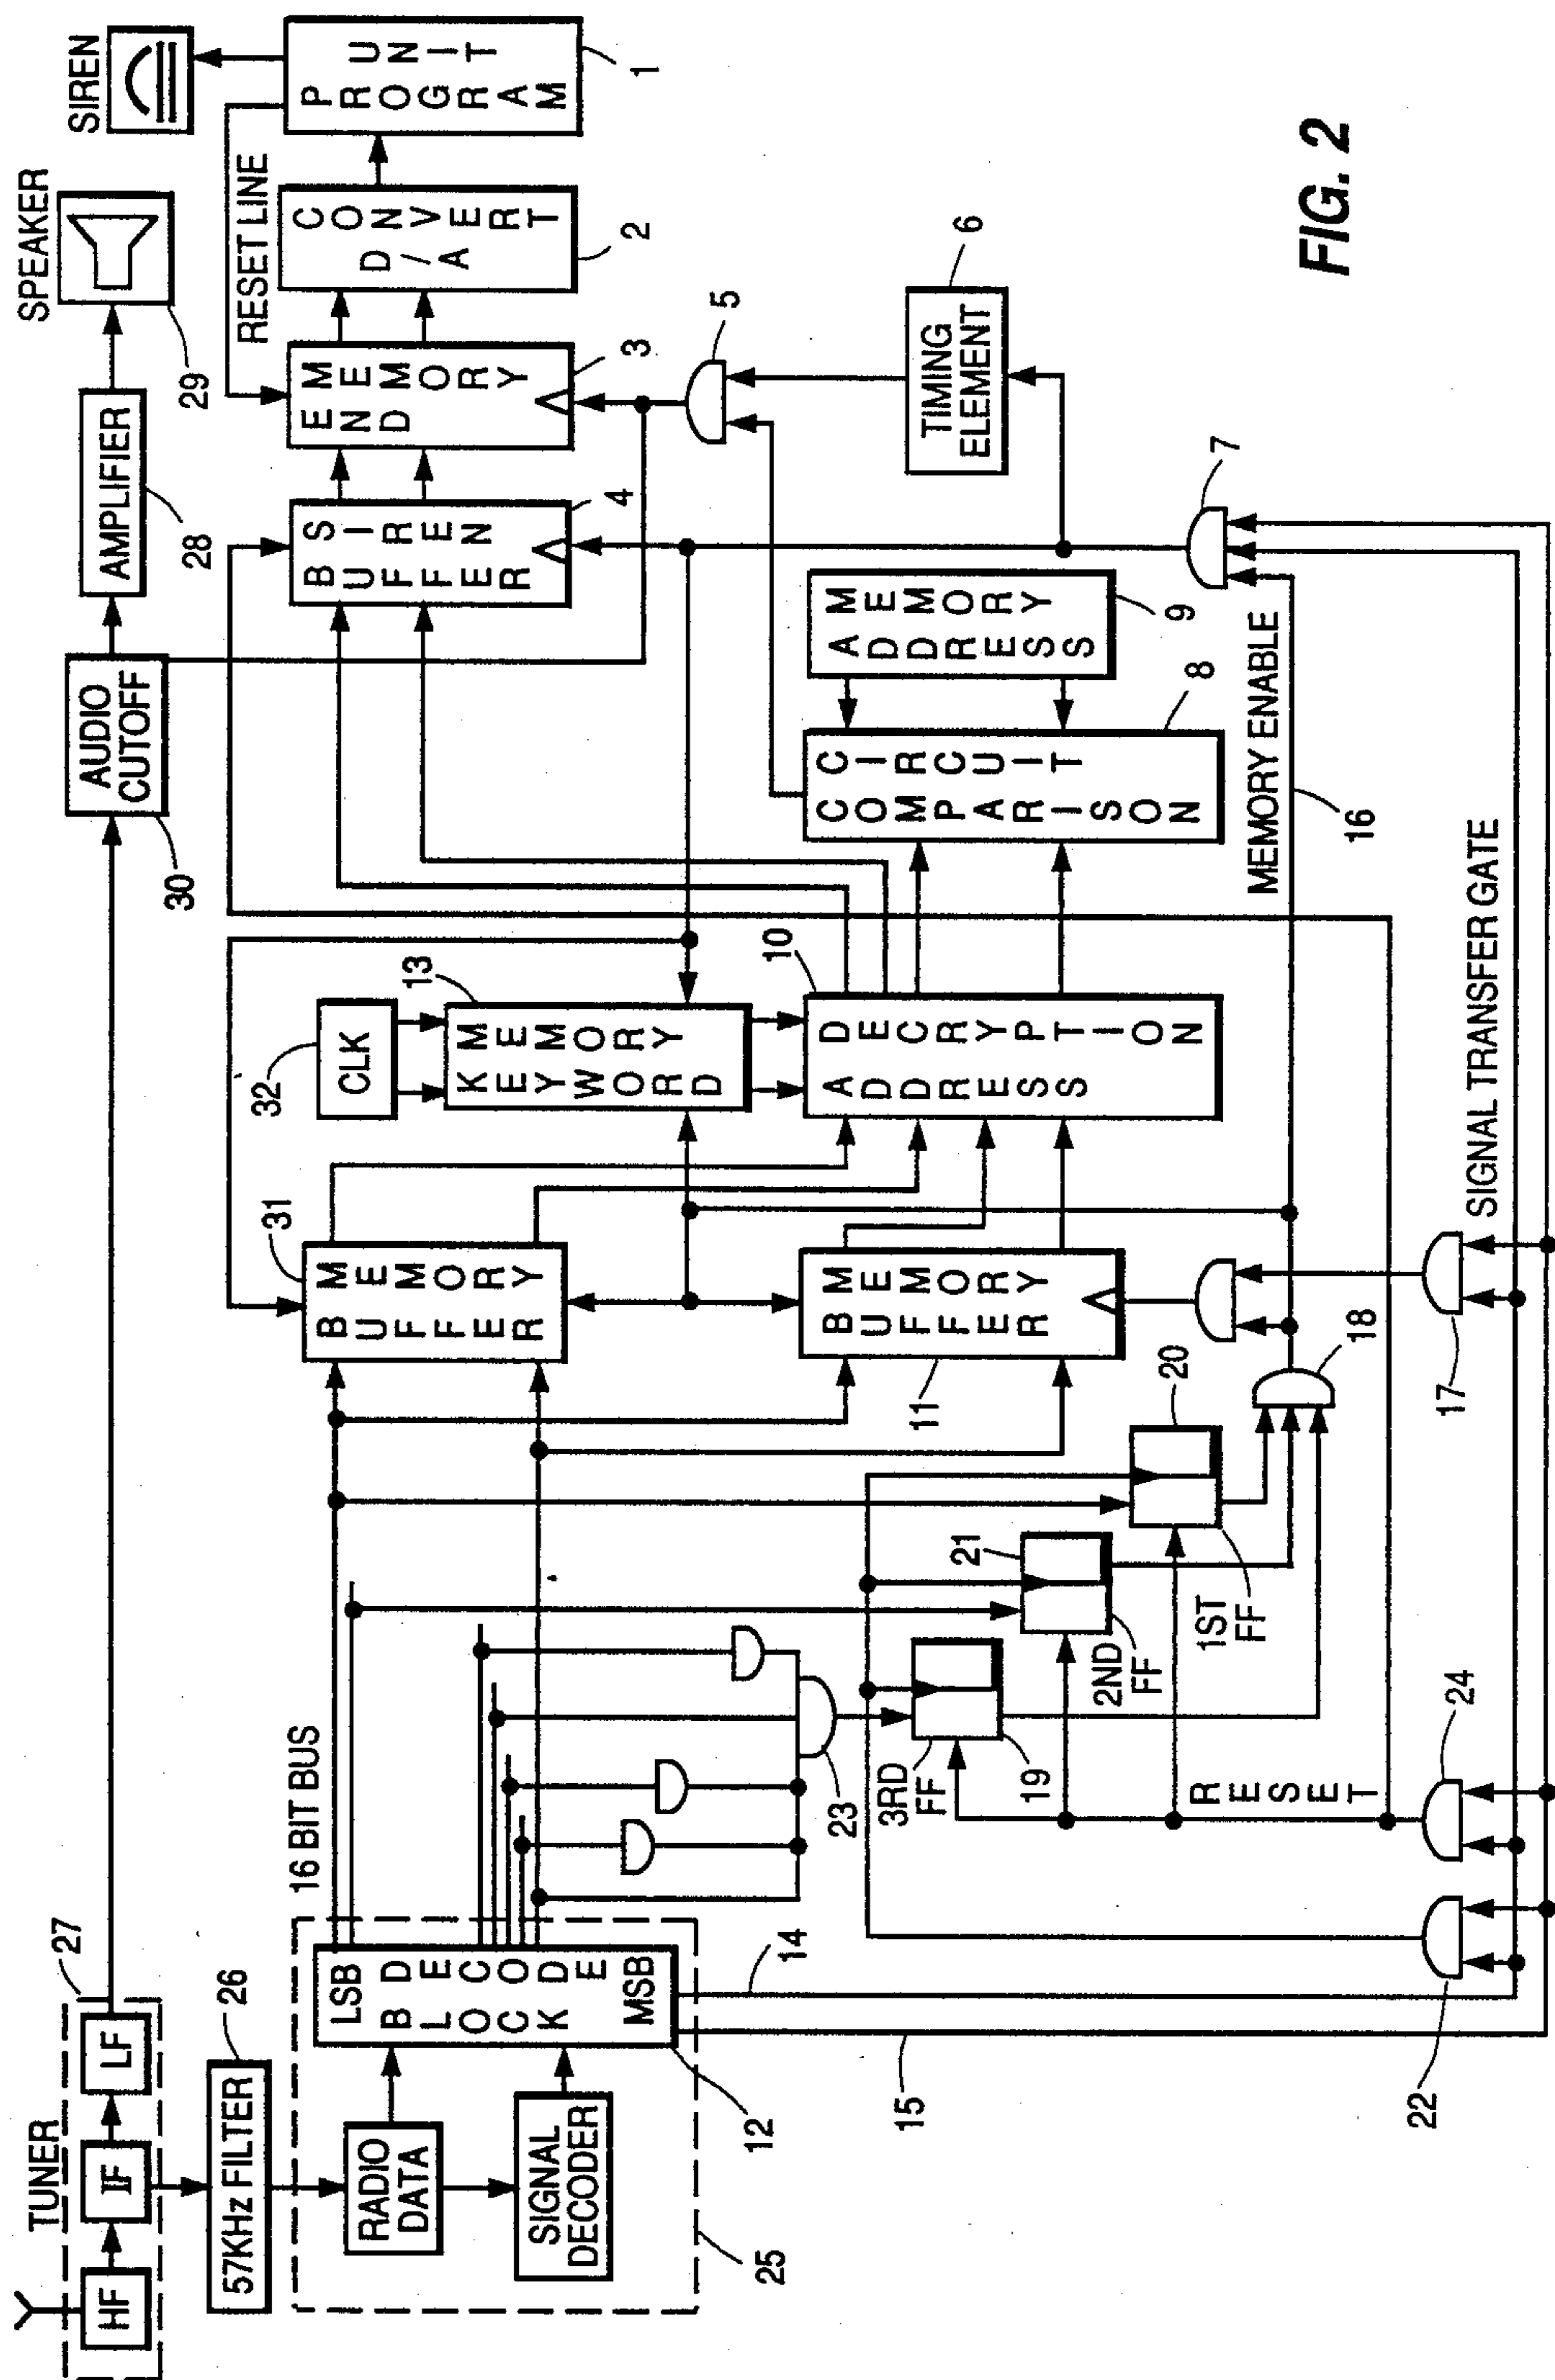 TUNER
HF
IF
LF
27
57KHz FILTER
26
RADIO
DATA
SIGNAL
DECODER
25
LSB
BLOCK
DECODE
MSB
12
16 BIT BUS
14
15
23
3RD
FF
19
2ND
FF
21
1ST
FF
20
18
22
24
RESET
17
SIGNAL TRANSFER GATE
BUFFER
MEMORY
31
BUFFER
MEMORY
11
CLK
32
KEYWORD
MEMORY
13
ADDRESS
DECRYPTION
10
COMPARISON
CIRCUIT
8
ADDRESS
MEMORY
9
MEMORY ENABLE
16
7
TIMING
ELEMENT
6
5
AUDIO
CUTOFF
30
AMPLIFIER
28
SPEAKER
29
BUFFER
SIREN
4
END
MEMORY
3
RESET LINE
D/A
CONVERT
2
PROGRAM
UNIT
1
SIREN
FIG. 2